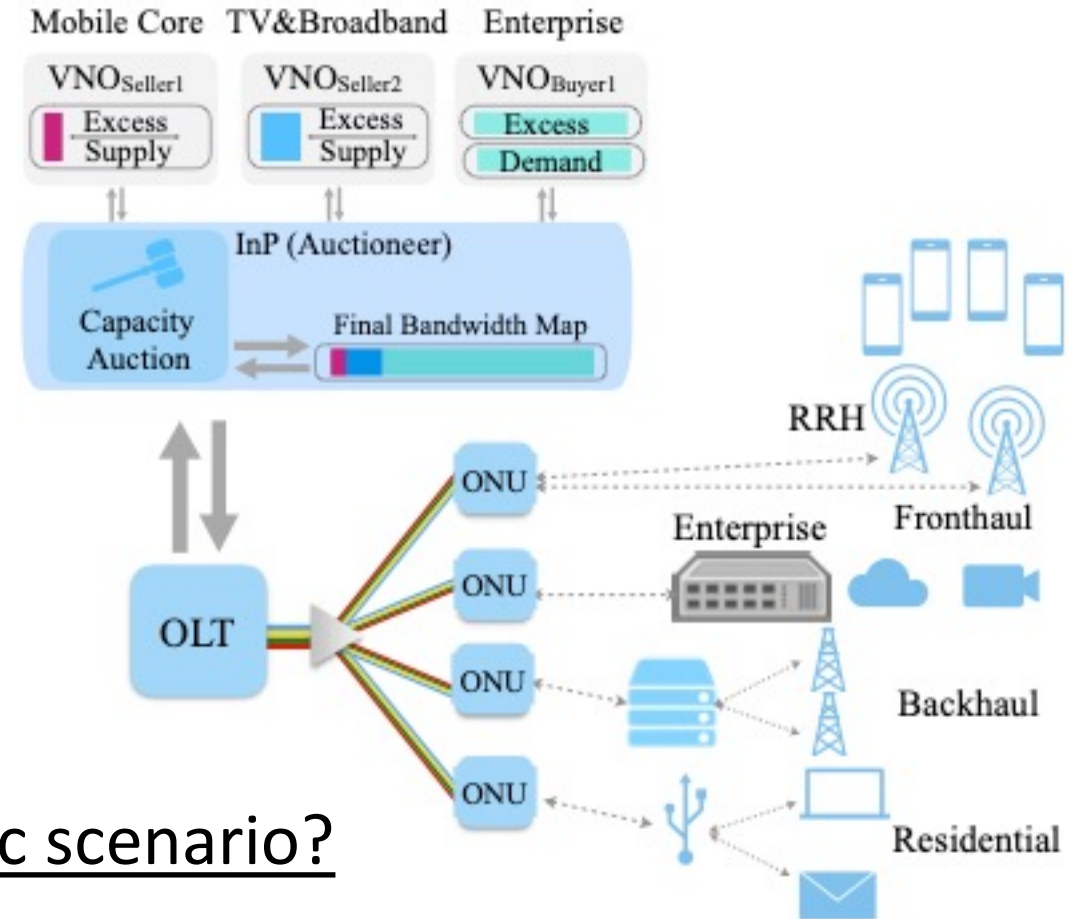 Mobile Core TV&Broadband Enterprise
VNOSeller1 VNOSeller2 VNOBuyer1
Excess Excess Excess
Supply Supply Demand
InP (Auctioneer)
Capacity
Auction
Final Bandwidth Map
RRH
ONU
Fronthaul
Enterprise
ONU
OLT
ONU
Backhaul
ONU
Residential
c scenario?